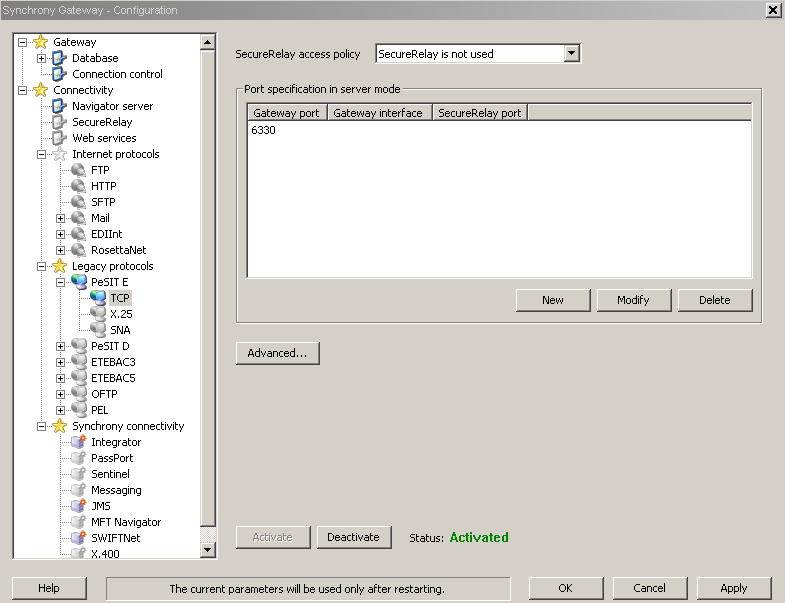 Synchrony Gateway - Configuration
Gateway
Database
Connection control
Connectivity
Navigator server
SecureRelay
Web services
Internet protocols
FTP
HTTP
SFTP
Mail
EDIInt
RosettaNet
Legacy protocols
PeSIT E
TCP
X.25
SNA
PeSIT D
ETEBAC3
ETEBAC5
OFTP
PEL
Synchrony connectivity
Integrator
PassPort
Sentinel
Messaging
JMS
MFT Navigator
SWIFTNet
X.400
SecureRelay access policy SecureRelay is not used
Port specification in server mode
Gateway port Gateway interface SecureRelay port
6330
New Modify Delete
Advanced...
Activate Deactivate Status: Activated
Help The current parameters will be used only after restarting. OK Cancel Apply